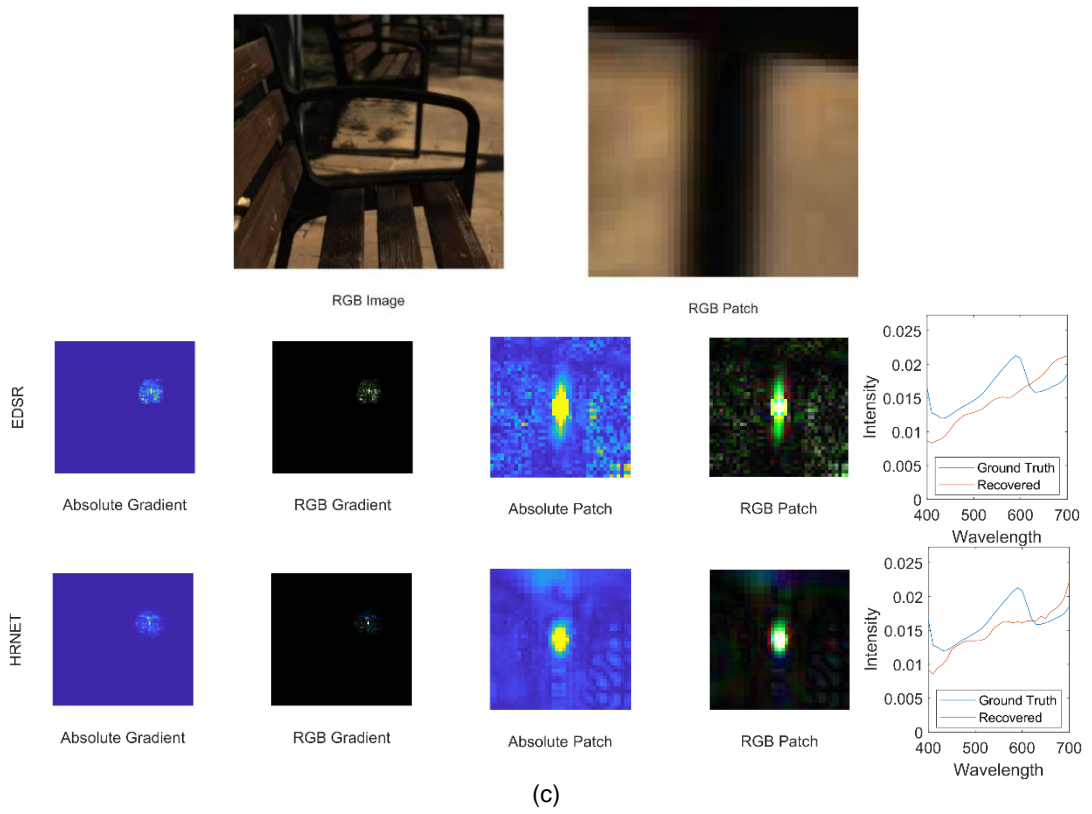 RGB Image
RGB Patch
EDSR
Absolute Gradient
RGB Gradient
Absolute Patch
RGB Patch
0.025
0.02
0.015
0.01
0.005
0
Intensity
Ground Truth
Recovered
400 500 600 700
Wavelength
HRNET
Absolute Gradient
RGB Gradient
Absolute Patch
RGB Patch
0.025
0.02
0.015
0.01
0.005
0
Intensity
Ground Truth
Recovered
400 500 600 700
Wavelength
(c)